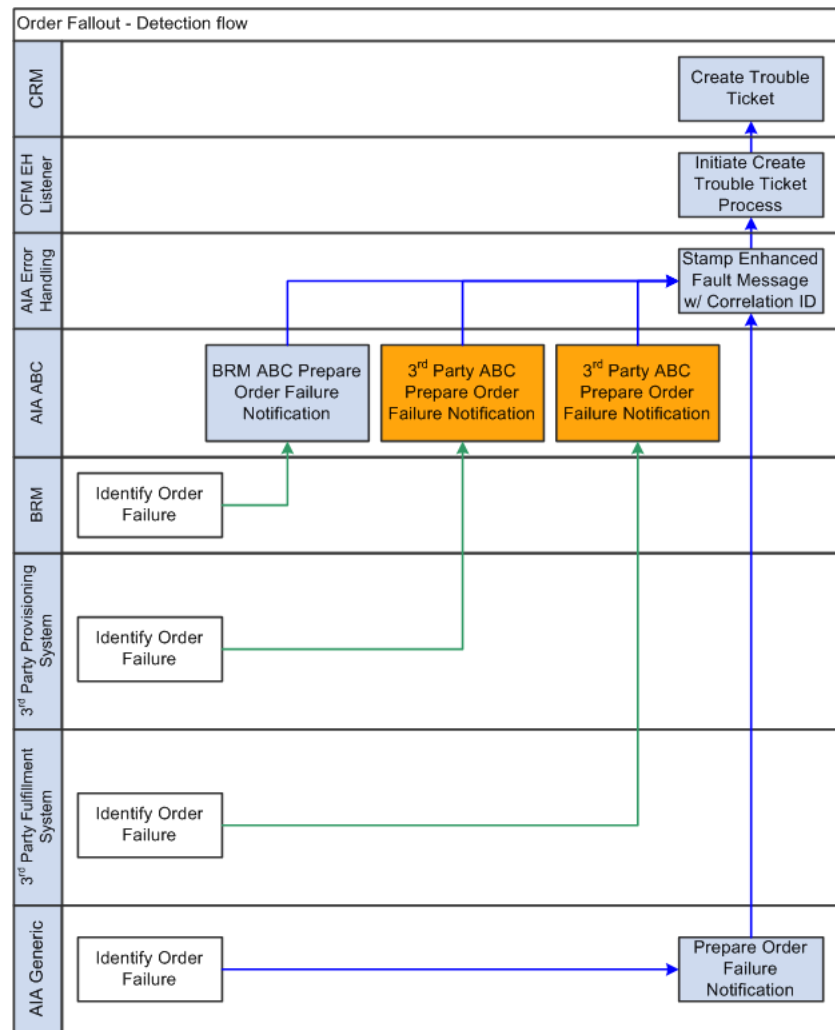 Order Fallout - Detection flow
CRM
Create Trouble
Ticket
OFM EH
Listener
Initiate Create
Trouble Ticket
Process
AIA Error
Handling
Stamp Enhanced
Fault Message
w/ Correlation ID
AIA ABC
BRM ABC Prepare
Order Failure
Notification
3rd Party ABC
Prepare Order
Failure Notification
3rd Party ABC
Prepare Order
Failure Notification
BRM
Identify Order
Failure
3rd Party Provisioning
System
Identify Order
Failure
3rd Party Fulfillment
System
Identify Order
Failure
AIA Generic
Identify Order
Failure
Prepare Order
Failure
Notification